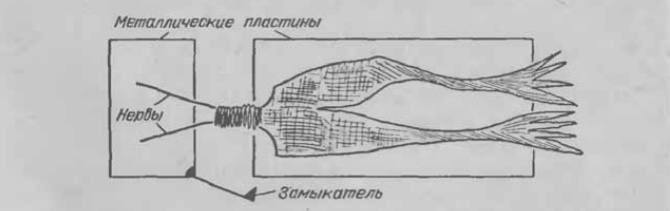 Металлические пластины
Нервы
Замыкатель